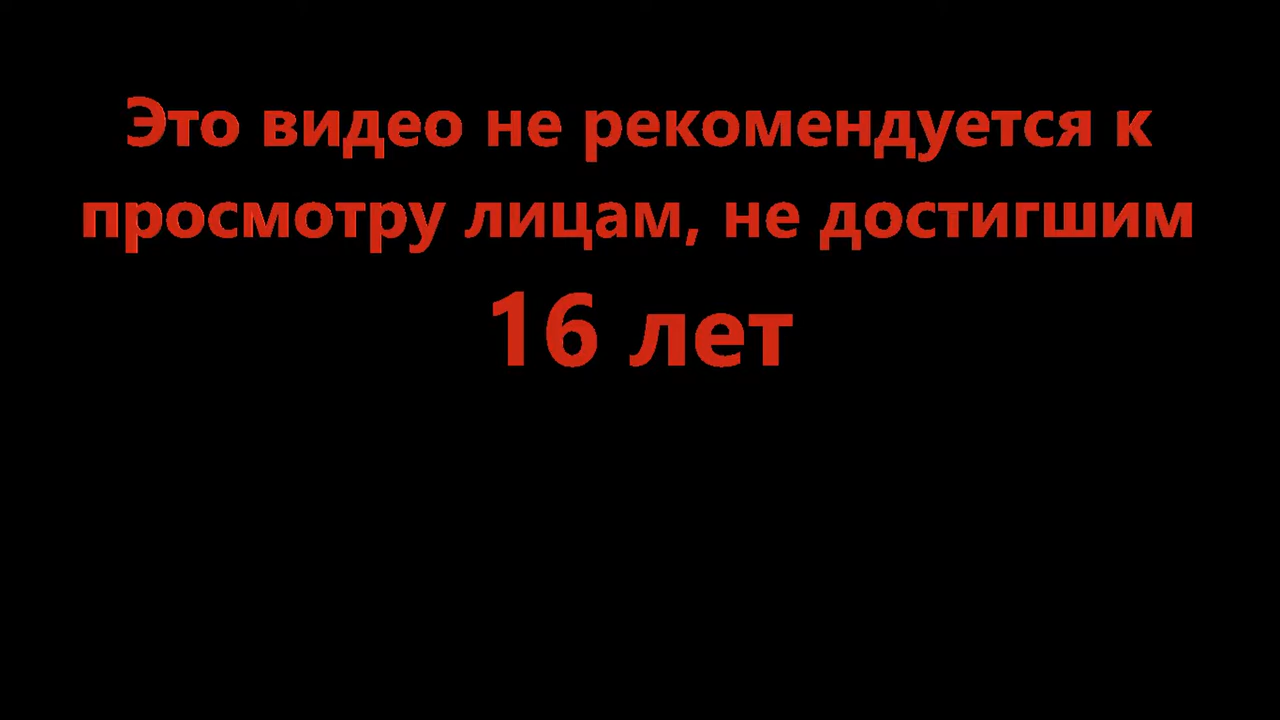 Это видео не рекомендуется к
просмотру лицам, не достигшим
16 лет